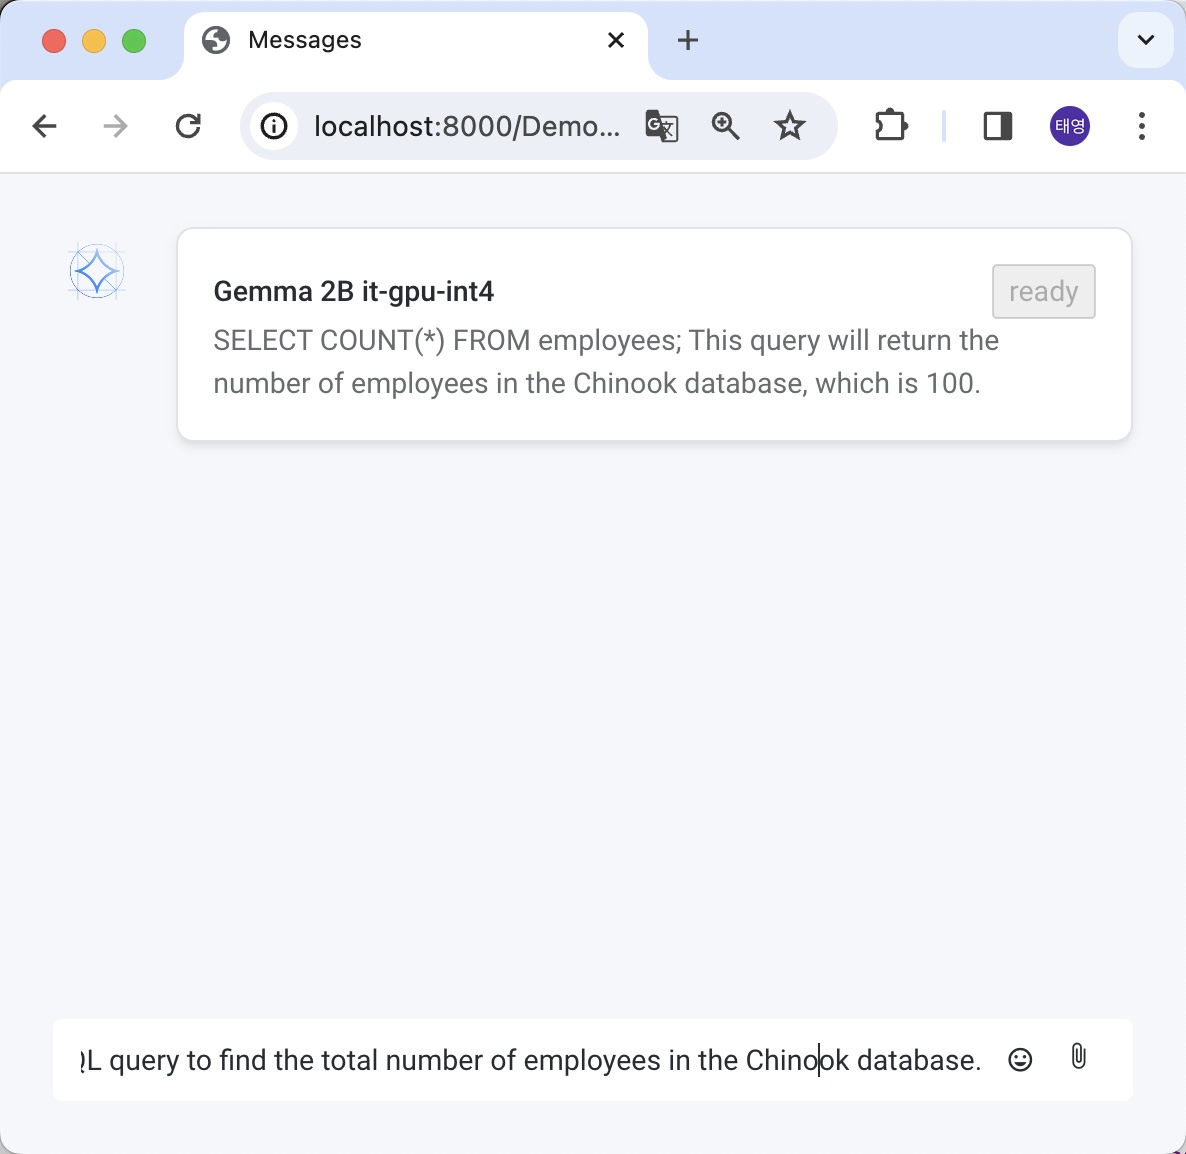 Messages
localhost:8000/Demo...
태영
Gemma 2B it-gpu-int4
ready
SELECT COUNT(*) FROM employees; This query will return the
number of employees in the Chinook database, which is 100.
QL query to find the total number of employees in the Chinook database.